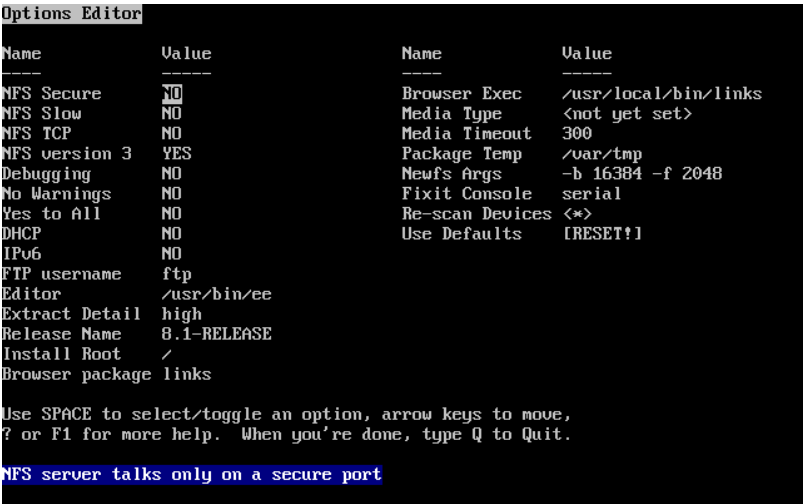 Options Editor
Name Value Name Value
---- ----- ---- -----
NFS Secure NO Browser Exec /usr/local/bin/links
NFS Slow NO Media Type <not yet set>
NFS TCP NO Media Timeout 300
NFS version 3 YES Package Temp /var/tmp
Debugging NO Newfs Args -b 16384 -f 2048
No Warnings NO Fixit Console serial
Yes to All NO Re-scan Devices <*>
DHCP NO Use Defaults [RESET!]
IPv6 NO
FTP username ftp
Editor /usr/bin/ee
Extract Detail high
Release Name 8.1-RELEASE
Install Root /
Browser package links
Use SPACE to select/toggle an option, arrow keys to move,
? or F1 for more help. When you're done, type Q to Quit.
NFS server talks only on a secure port